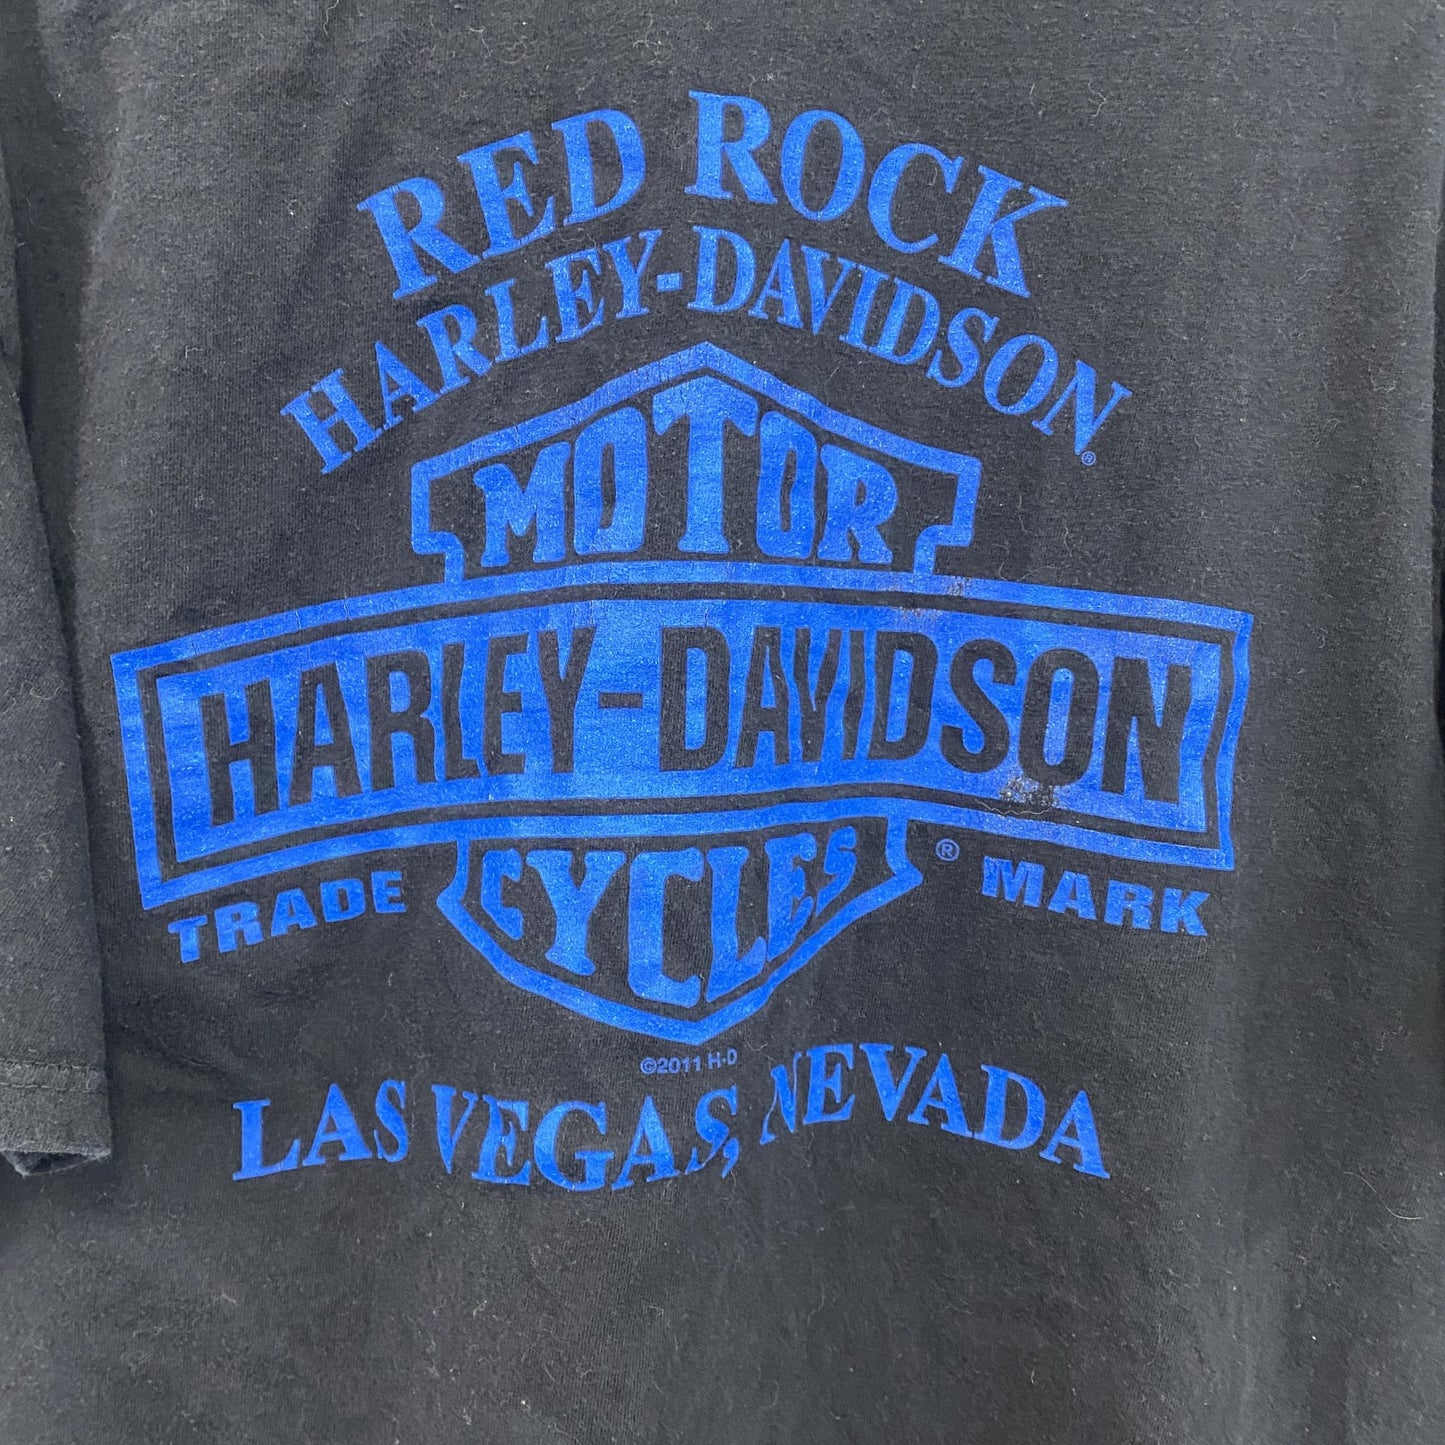 RED ROCK
HARLEY-DAVIDSON®
MOTOR
HARLEY-DAVIDSON
CYCLES
TRADE ® MARK
©2011 H-D
LAS VEGAS, NEVADA